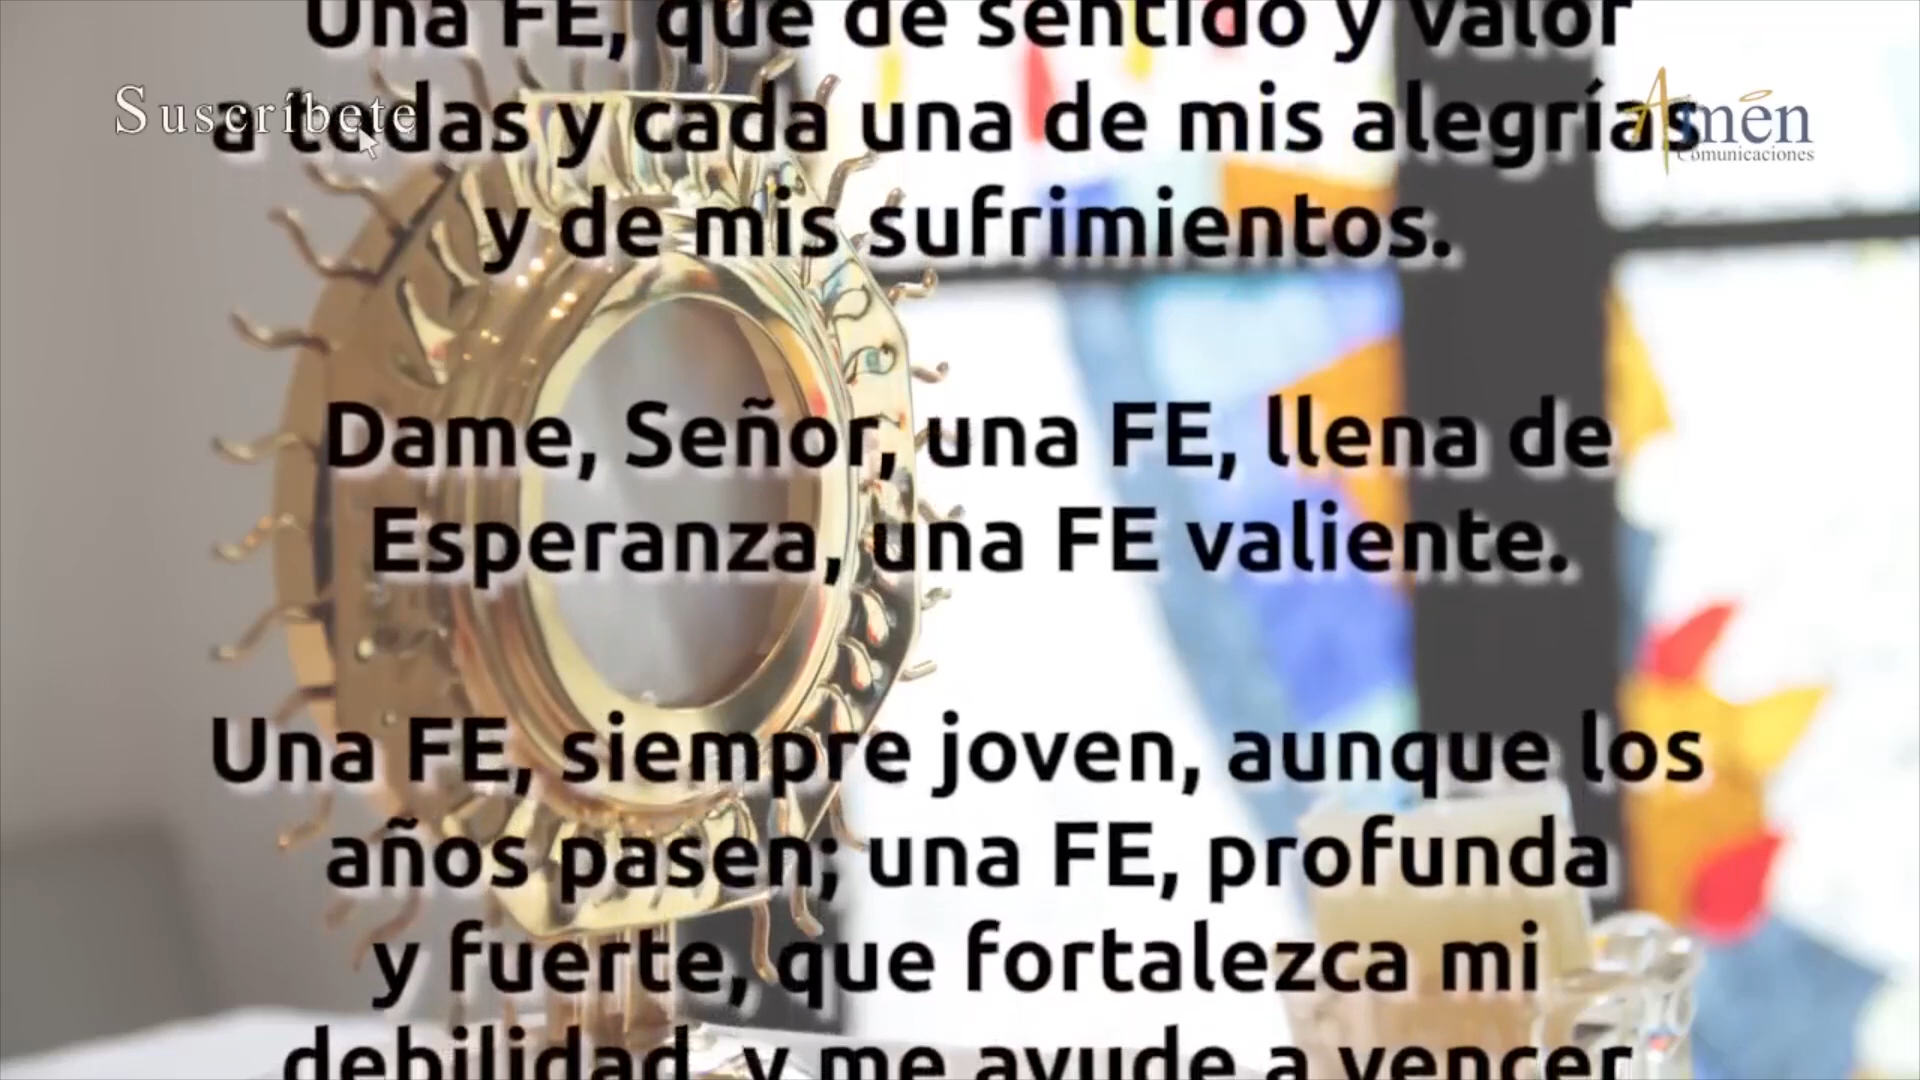 Una FE, que de sentido y valor
Suscríbete
a todas y cada una de mis alegrías
Amén
Comunicaciones
y de mis sufrimientos.
Dame, Señor, una FE, llena de
Esperanza, una FE valiente.
Una FE, siempre joven, aunque los
años pasen; una FE, profunda
y fuerte, que fortalezca mi
debilidad, y me ayude a vencer